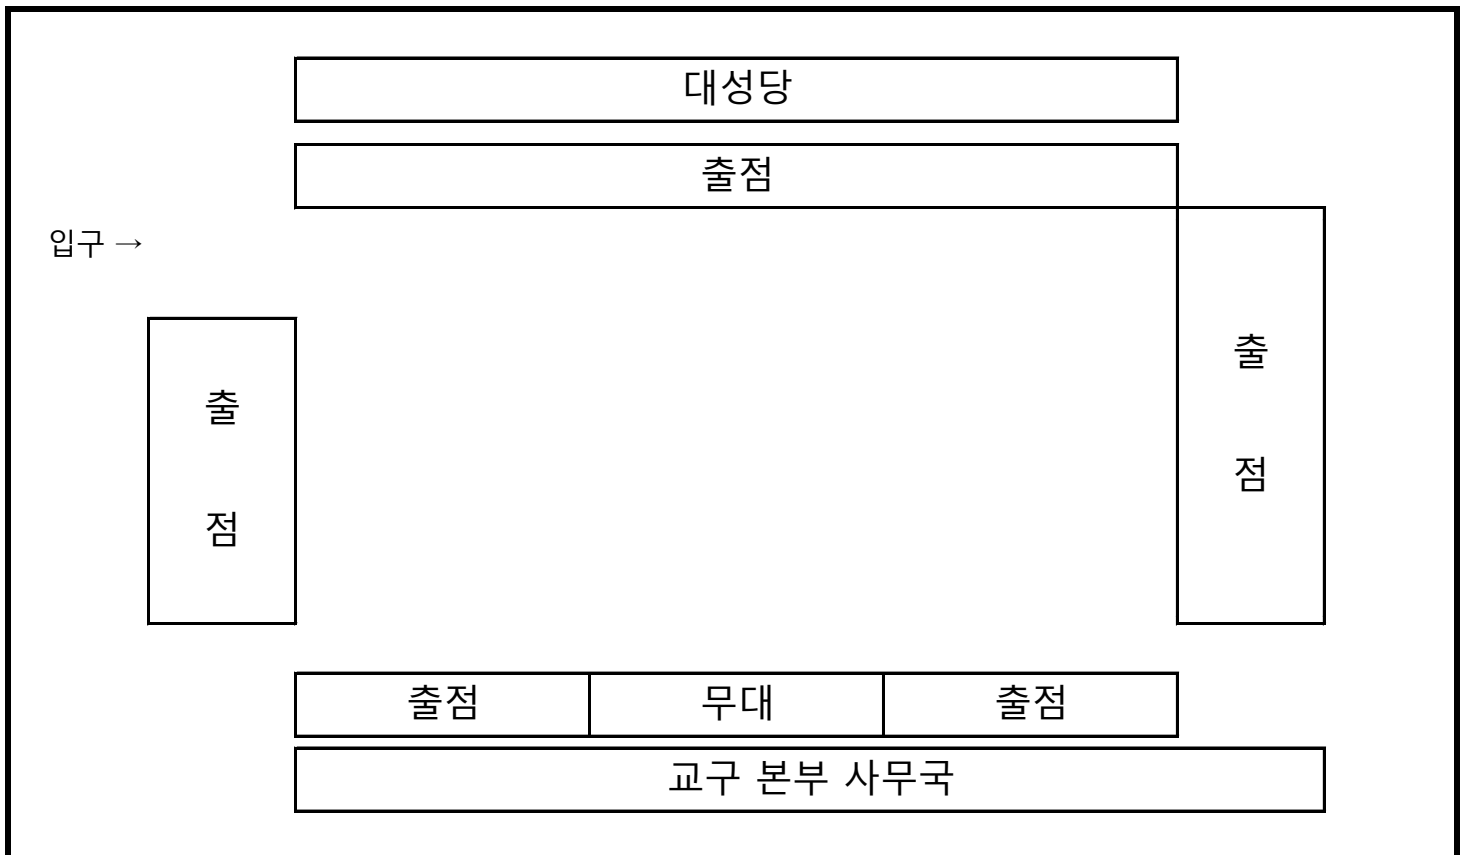 대성당
출점
입구 →
출
점
출
점
출점 무대 출점
교구 본부 사무국